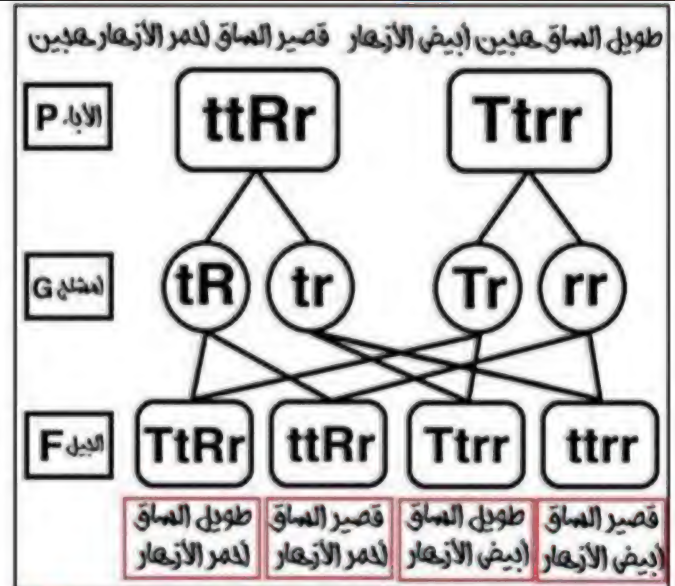 طويل الساق هجين أبيض الأزهار قصير الساق أحمر الأزهار هجين
الآباء P ttRr Ttrr
أمشاج G tR tr Tr rr
الجيل F TtRr ttRr Ttrr ttrr
قصير الساق طويل الساق قصير الساق طويل الساق
أبيض الأزهار أبيض الأزهار أحمر الأزهار أحمر الأزهار